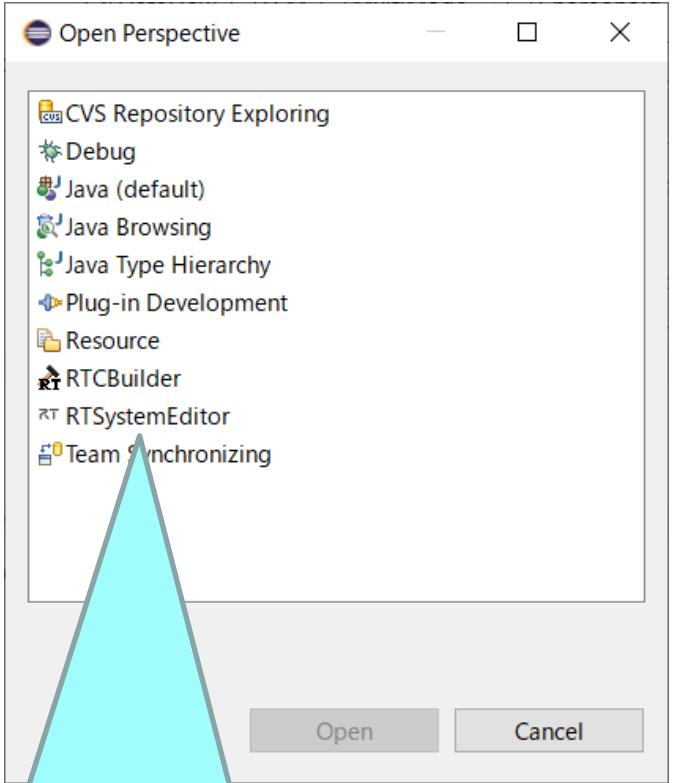 Open Perspective
CVS Repository Exploring
Debug
Java (default)
Java Browsing
Java Type Hierarchy
Plug-in Development
Resource
RTCBuilder
RTSystemEditor
Team Synchronizing
Open
Cancel